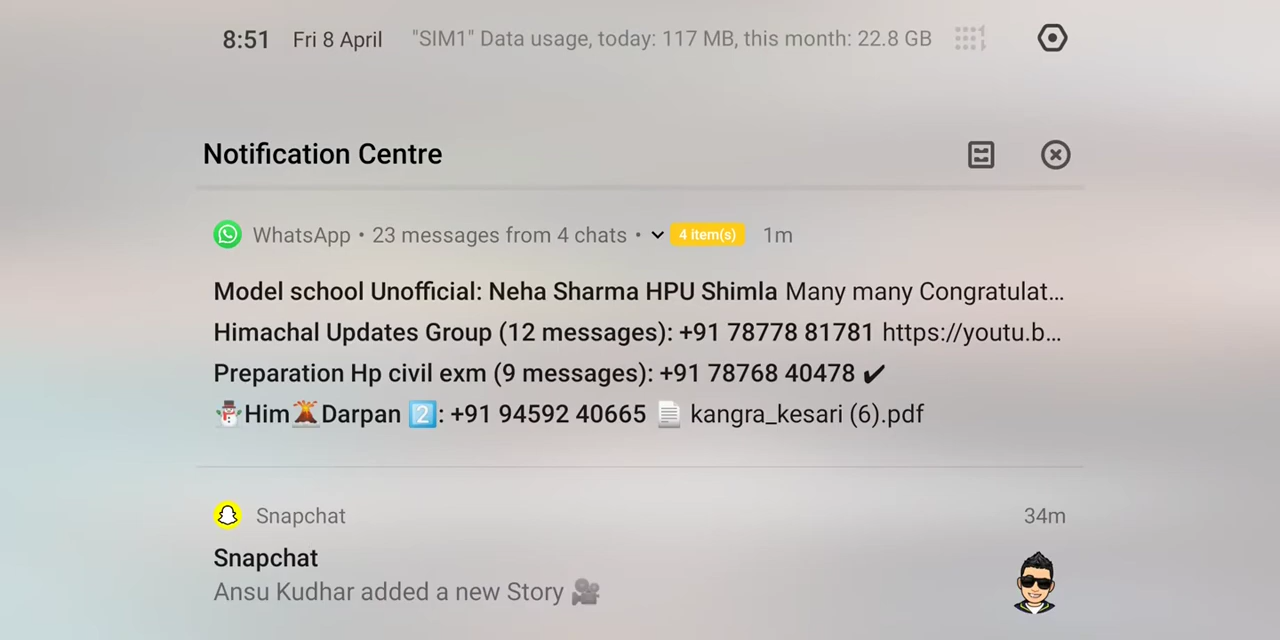 8:51 Fri 8 April "SIM1" Data usage, today: 117 MB, this month: 22.8 GB
Notification Centre
WhatsApp • 23 messages from 4 chats • 4 item(s) 1m
Model school Unofficial: Neha Sharma HPU Shimla Many many Congratulat...
Himachal Updates Group (12 messages): +91 78778 81781 https://youtu.b...
Preparation Hp civil exm (9 messages): +91 78768 40478 ✔
⛄Him🌋Darpan 2️⃣: +91 94592 40665 📄 kangra_kesari (6).pdf
Snapchat 34m
Snapchat
Ansu Kudhar added a new Story 🎥